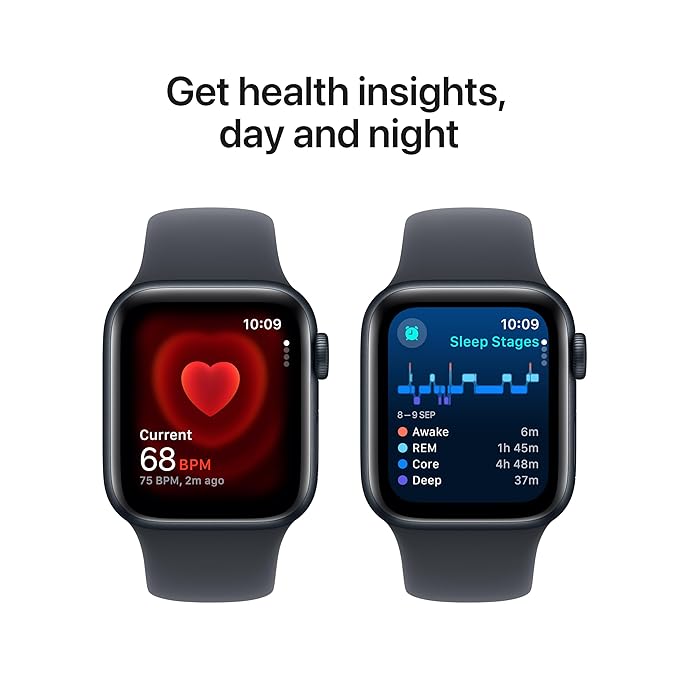 Get health insights,
day and night
10:09
Current
68 BPM
75 BPM, 2m ago
10:09
Sleep Stages
8–9 SEP
Awake 6m
REM 1h 45m
Core 4h 48m
Deep 37m